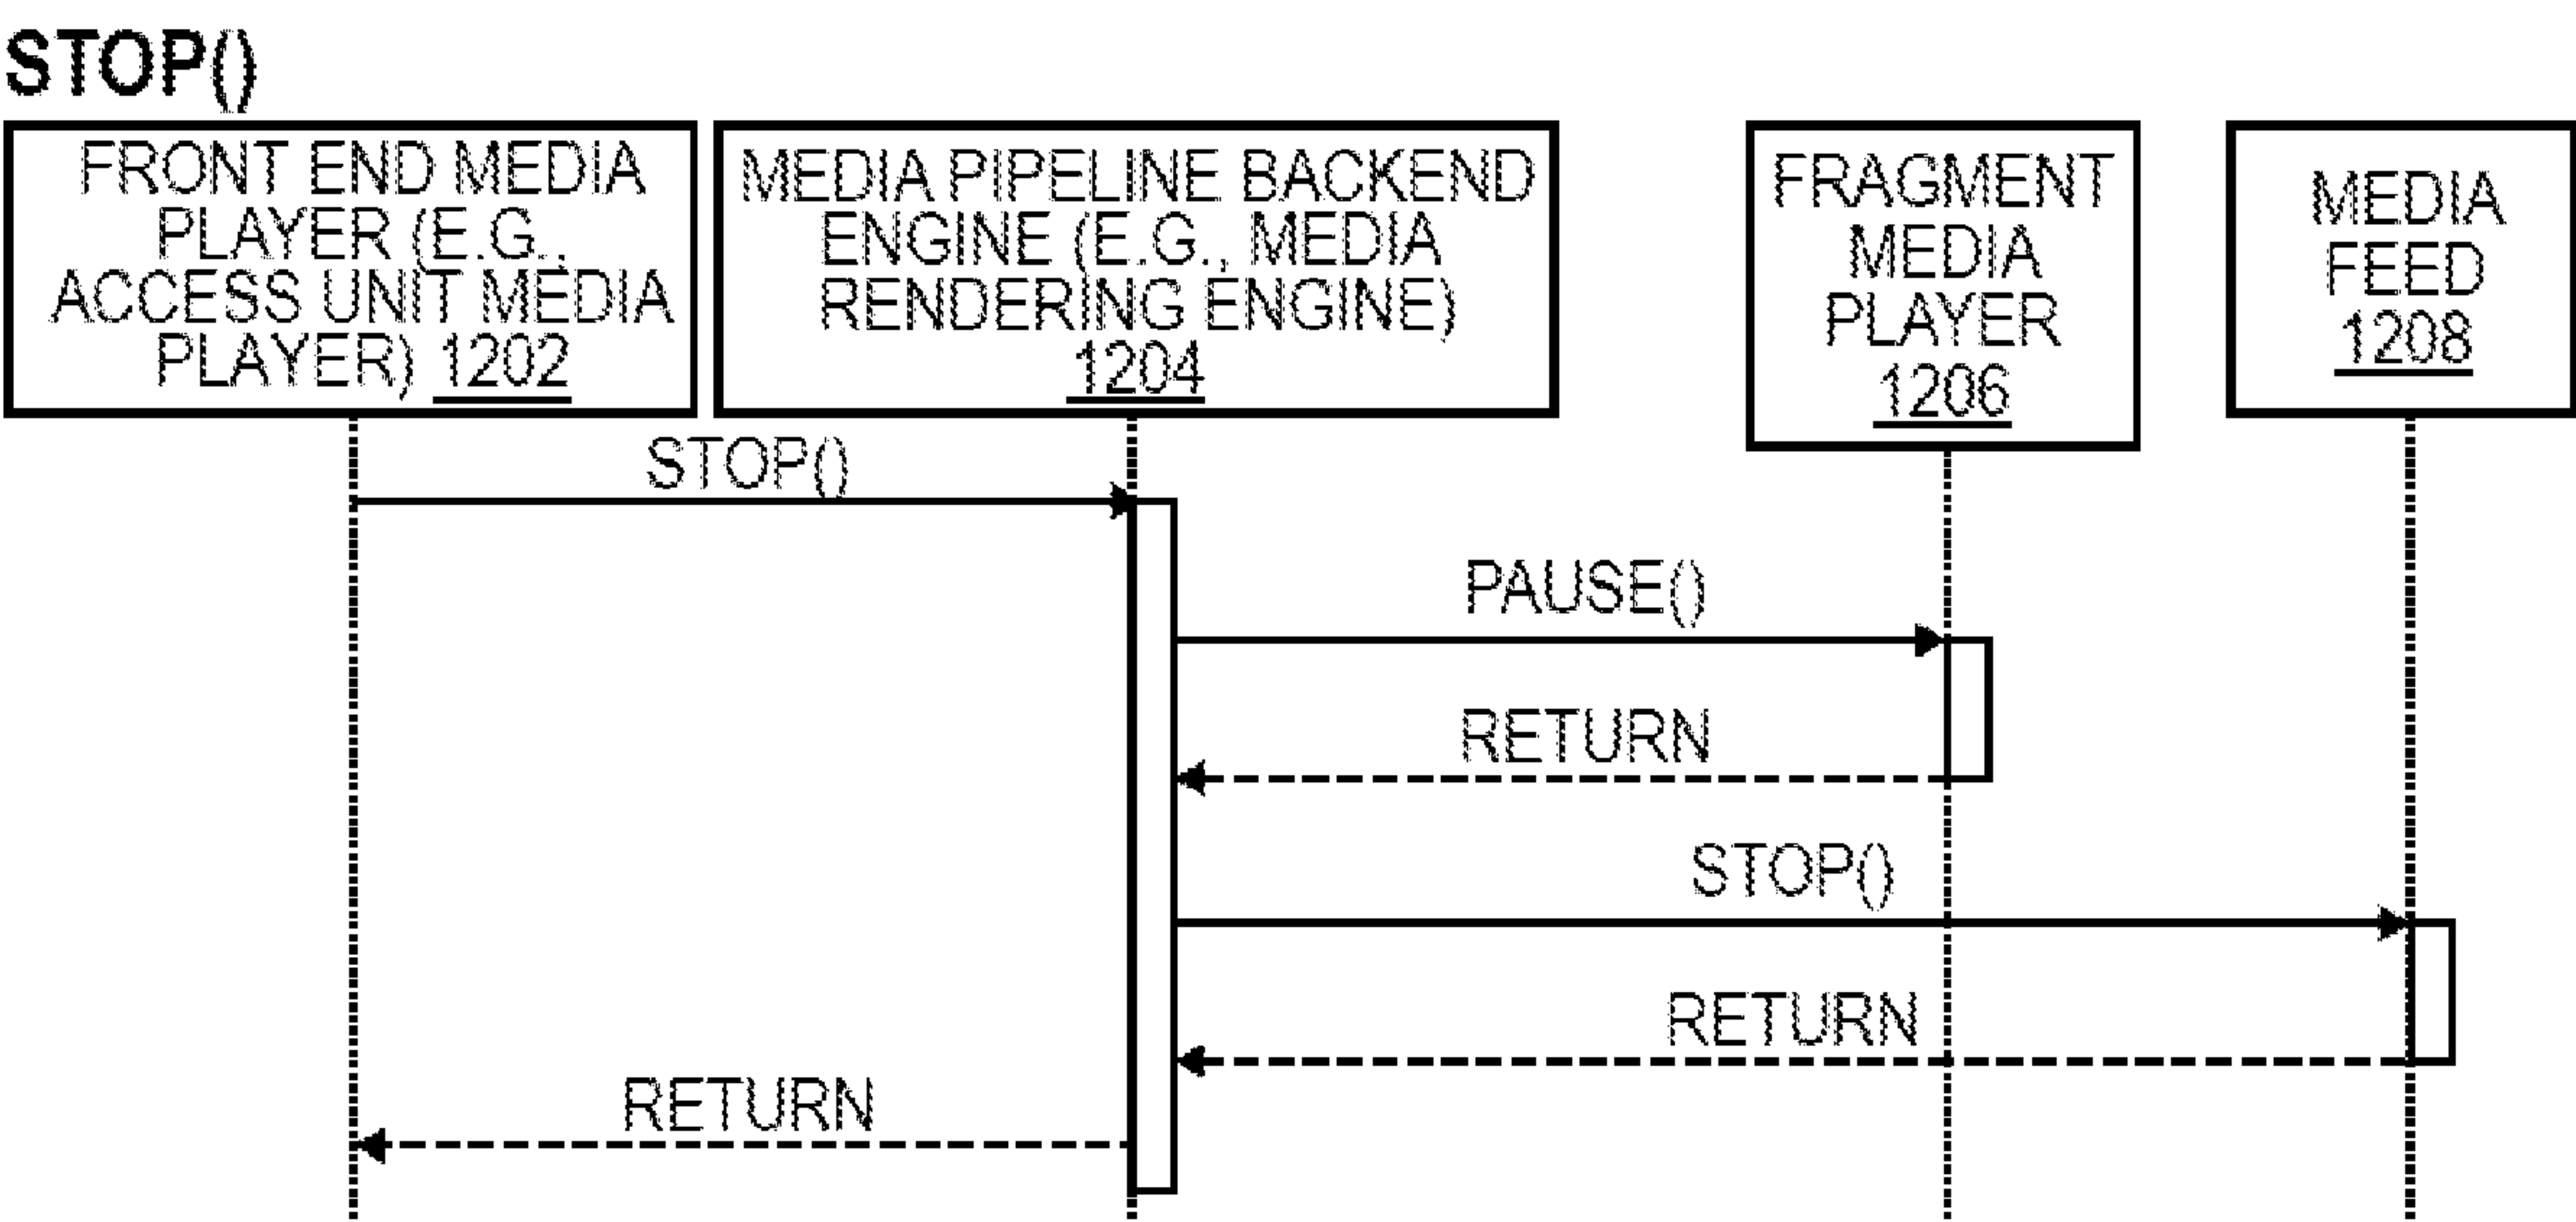 STOP()
FRONT END MEDIA
PLAYER (E.G.,
ACCESS UNIT MEDIA
PLAYER) 1202
MEDIA PIPELINE BACKEND
ENGINE (E.G., MEDIA
RENDERING ENGINE)
1204
FRAGMENT
MEDIA
PLAYER
1206
MEDIA
FEED
1208
STOP()
PAUSE()
RETURN
STOP()
RETURN
RETURN